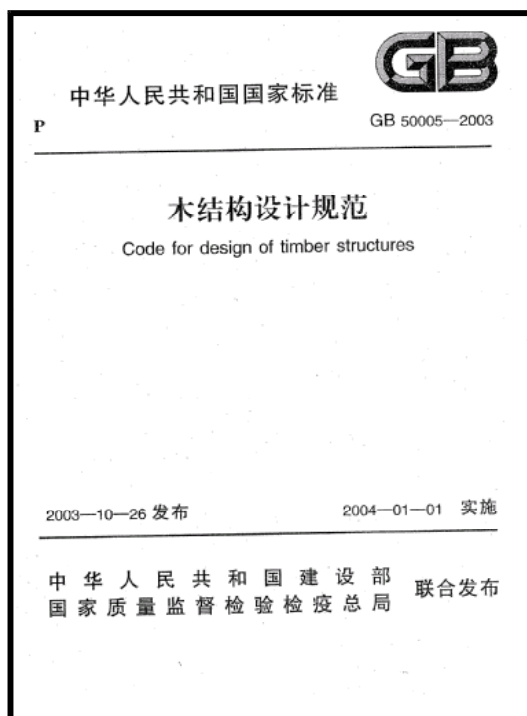 GB
中华人民共和国国家标准
P
GB 50005—2003
木结构设计规范
Code for design of timber structures
2003—10—26 发布
2004—01—01 实施
中华人民共和国建设部
国家质量监督检验检疫总局
联合发布